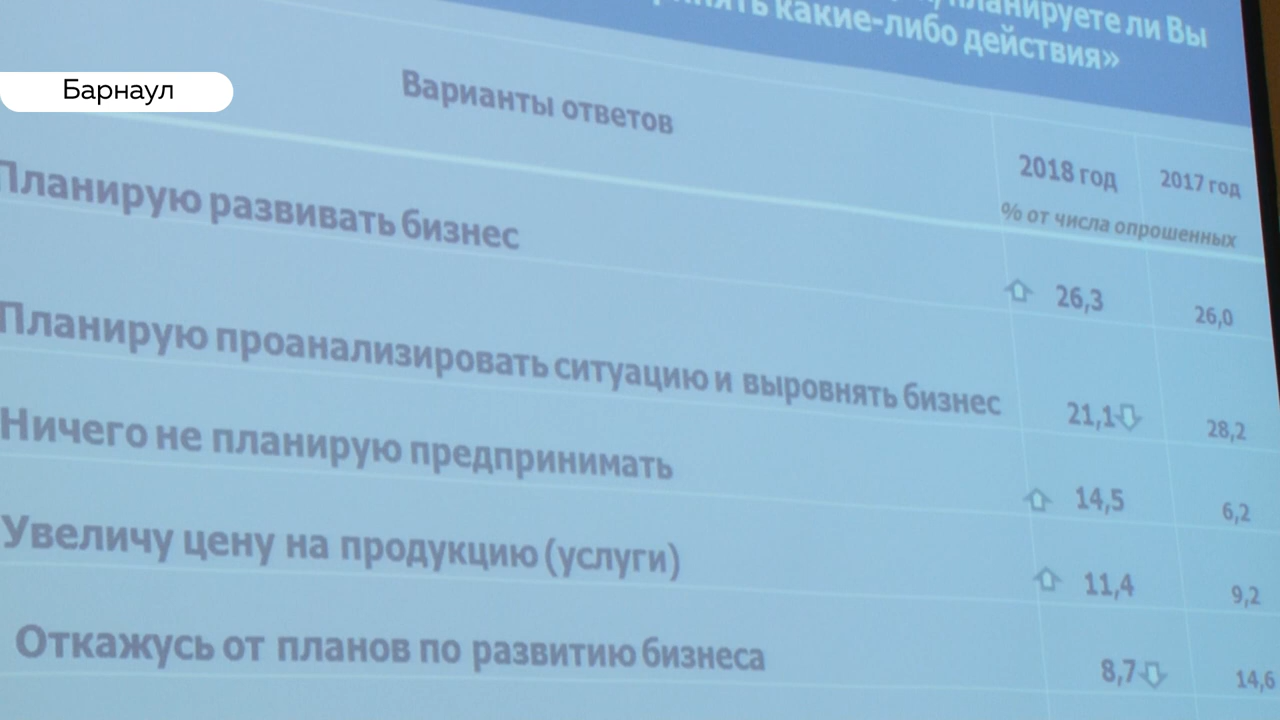 планируете ли Вы
какие-либо действия»
Барнаул
Варианты ответов
2018 год 2017 год
% от числа опрошенных
Планирую развивать бизнес 26,3 26,0
Планирую проанализировать ситуацию и выровнять бизнес 21,1 28,2
Ничего не планирую предпринимать 14,5 6,2
Увеличу цену на продукцию (услуги) 11,4 9,2
Откажусь от планов по развитию бизнеса 8,7 14,6